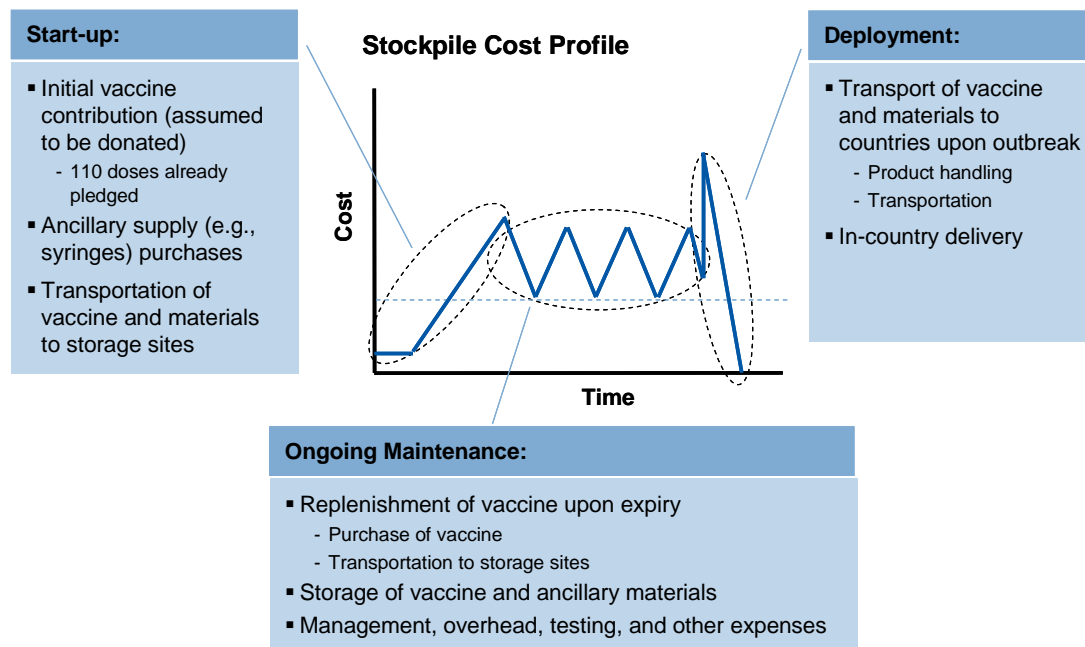 Start-up:
▪ Initial vaccine
contribution (assumed
to be donated)
- 110 doses already
pledged
▪ Ancillary supply (e.g.,
syringes) purchases
▪ Transportation of
vaccine and materials
to storage sites
Stockpile Cost Profile
Cost
Time
Deployment:
▪ Transport of vaccine
and materials to
countries upon outbreak
- Product handling
- Transportation
▪ In-country delivery
Ongoing Maintenance:
▪ Replenishment of vaccine upon expiry
- Purchase of vaccine
- Transportation to storage sites
▪ Storage of vaccine and ancillary materials
▪ Management, overhead, testing, and other expenses